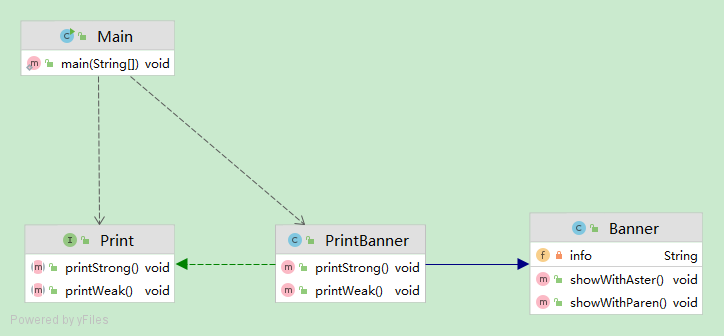 Main
main(String[]) void
Print
printStrong() void
printWeak() void
PrintBanner
printStrong() void
printWeak() void
Banner
info String
showWithAster() void
showWithParen() void
Powered by yFiles